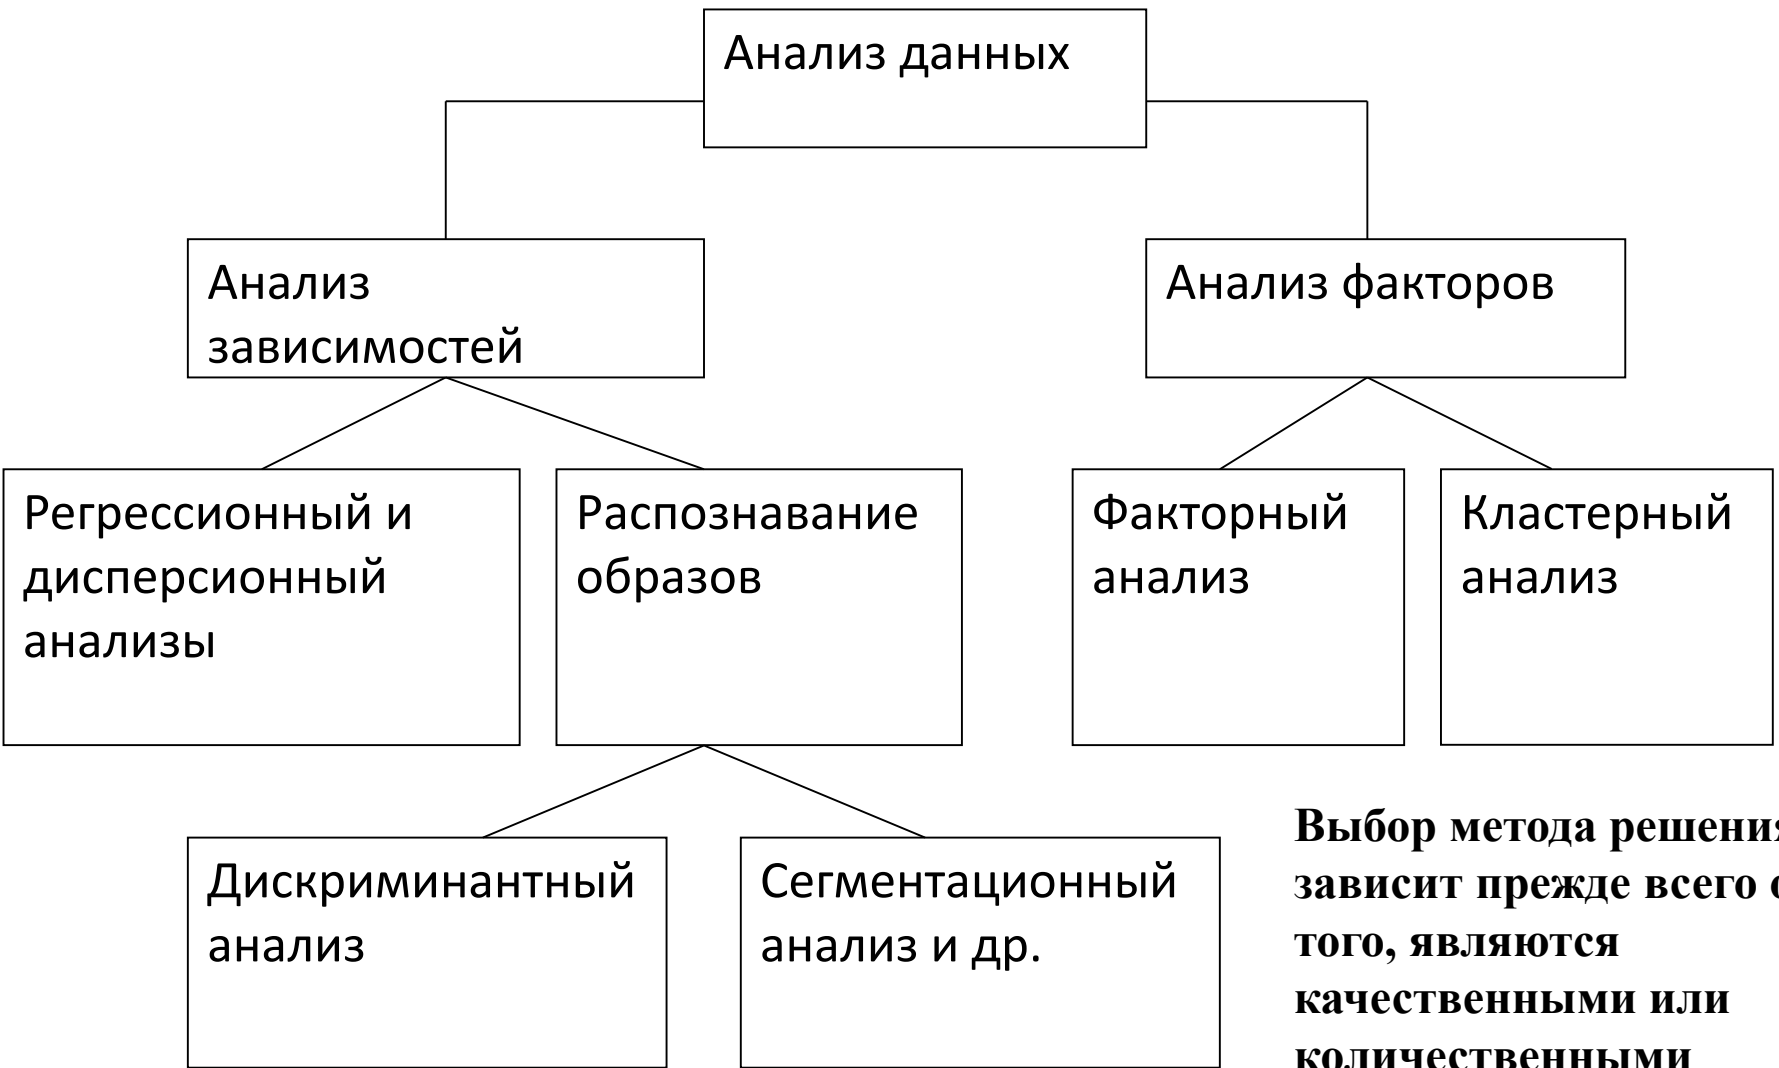 Анализ данных
Анализ
зависимостей
Анализ факторов
Регрессионный и
дисперсионный
анализы
Распознавание
образов
Факторный
анализ
Кластерный
анализ
Дискриминантный
анализ
Сегментационный
анализ и др.
Выбор метода решения
зависит прежде всего о
того, являются
качественными или
количественными